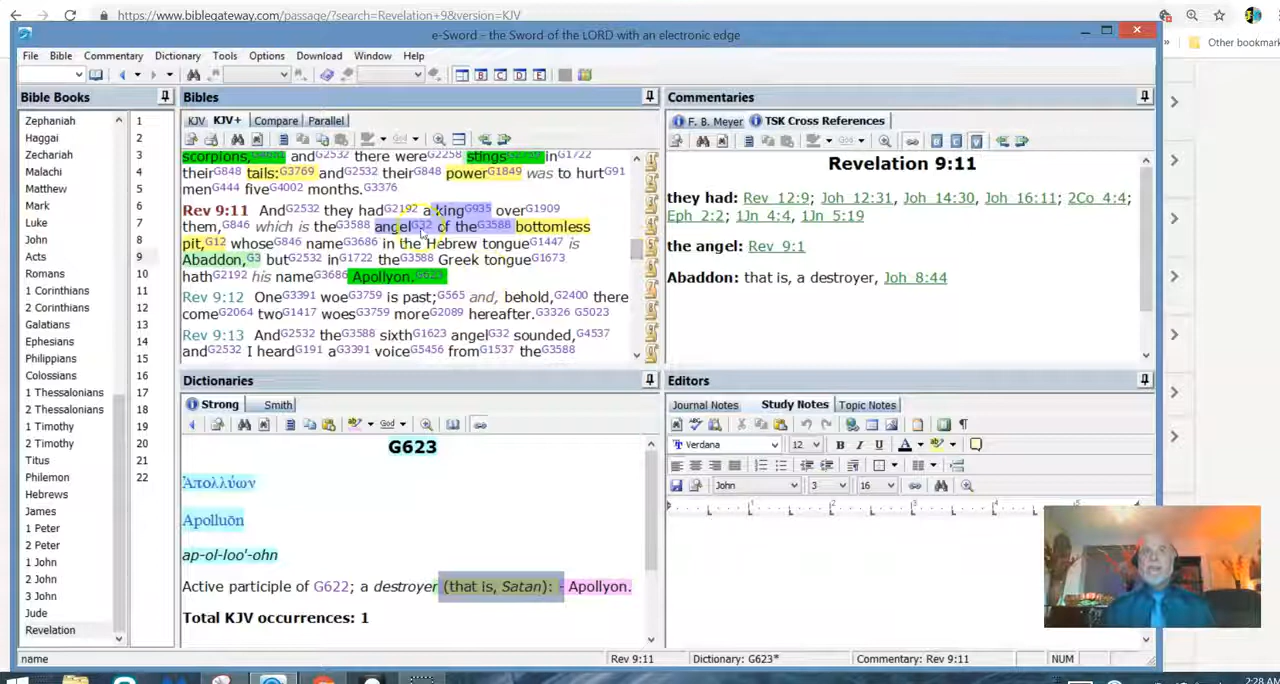 https://www.biblegateway.com/passage/?search=Revelation+9&version=KJV
e-Sword - the Sword of the LORD with an electronic edge
Other bookmar
File Bible Commentary Dictionary Tools Options Download Window Help
Bible Books
Zephaniah
Haggai
Zechariah
Malachi
Matthew
Mark
Luke
John
Acts
Romans
1 Corinthians
2 Corinthians
Galatians
Ephesians
Philippians
Colossians
1 Thessalonians
2 Thessalonians
1 Timothy
2 Timothy
Titus
Philemon
Hebrews
James
1 Peter
2 Peter
1 John
2 John
3 John
Jude
Revelation
1
2
3
4
5
6
7
8
9
10
11
12
13
14
15
16
17
18
19
20
21
22
Bibles
KJV KJV+ Compare Parallel
scorpions, and G2532 there were G2258 stings in G1722
their G848 tails: G3769 and G2532 their G848 power G1849 was to hurt G91
men G444 five G4002 months. G3376
Rev 9:11 And G2532 they had G2192 a king G935 over G1909
them, G846 which is the G3588 angel G32 of the G3588 bottomless
pit, G12 whose G846 name G3686 in the Hebrew tongue G1447 is
Abaddon, G3 but G2532 in G1722 the Greek tongue G1673
hath G2192 his name G3686 Apollyon. G623
Rev 9:12 One G3391 woe G3759 is past; G565 and, behold, G2400 there
come G2064 two G1417 woes G3759 more G2089 hereafter. G3326 G5023
Rev 9:13 And G2532 the G3588 sixth G1623 angel G32 sounded, G4537
and G2532 I heard G191 a G3391 voice G5456 from G1537 the G3588
Commentaries
F. B. Meyer TSK Cross References
Revelation 9:11
they had: Rev 12:9; Joh 12:31, Joh 14:30, Joh 16:11; 2Co 4:4;
Eph 2:2; 1Jn 4:4, 1Jn 5:19
the angel: Rev 9:1
Abaddon: that is, a destroyer, Joh 8:44
Dictionaries
Strong Smith
God
G623
Ἀπολλύων
Apolluōn
ap-ol-loo'-ohn
Active participle of G622; a destroyer (that is, Satan): - Apollyon.
Total KJV occurrences: 1
Editors
Journal Notes Study Notes Topic Notes
Verdana 12 B I U A
John 3 16
name
Rev 9:11
Dictionary: G623*
Commentary: Rev 9:11
NUM
2:28 AM